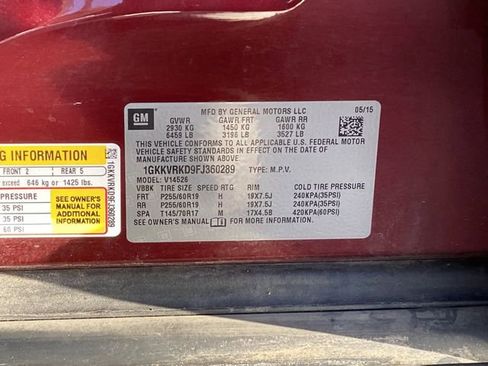 GM
MFD BY GENERAL MOTORS LLC 05/15
GVWR GAWR FRT GAWR RR
2930 KG 1450 KG 1600 KG
6459 LB 3196 LB 3527 LB
THIS VEHICLE CONFORMS TO ALL APPLICABLE U.S. FEDERAL MOTOR
VEHICLE SAFETY STANDARDS IN EFFECT ON THE DATE OF
MANUFACTURE SHOWN ABOVE.
1GKKVRKD9FJ360289 TYPE: M.P.V.
MODEL: V14526
VBBK TIRE SIZE SPEED RTG RIM COLD TIRE PRESSURE
FRT P255/60R19 H 19X7.5J 240KPA(35PSI)
RR P255/60R19 H 19X7.5J 240KPA(35PSI)
SPA T145/70R17 M 17X4.5B 420KPA(60PSI)
SEE OWNER'S MANUAL FOR MORE INFORMATION
G INFORMATION
FRONT 2 REAR 5
exceed 646 kg or 1425 lbs.
PRESSURE
35 PSI
35 PSI
60 PSI
SEE OWNER'S
MANUAL FOR
ADDITIONAL
INFORMATION
1GKKVRKD9FJ360289